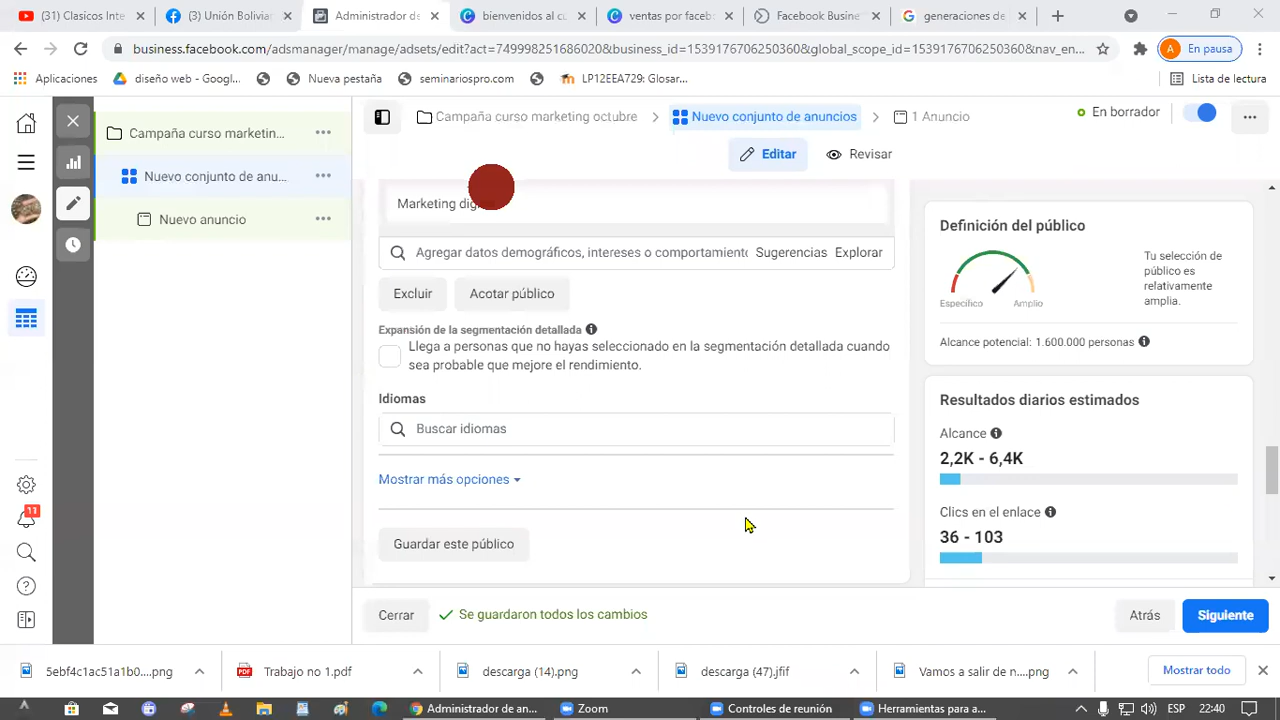 (31) Clasicos Inte
(3) Unión Bolivia
Administrador de
bienvenidos al cu
ventas por faceb
Facebook Busine
generaciones de
business.facebook.com/adsmanager/manage/adsets/edit?act=749998251686020&business_id=1539176706250360&global_scope_id=1539176706250360&nav_en...
A En pausa
Aplicaciones
diseño web - Googl...
Nueva pestaña
seminariospro.com
LP12EEA729: Glosar...
Lista de lectura
Campaña curso marketin...
Nuevo conjunto de anu...
Nuevo anuncio
11
Campaña curso marketing octubre
Nuevo conjunto de anuncios
1 Anuncio
En borrador
Editar
Revisar
Marketing
Agregar datos demográficos, intereses o comportamiento
Sugerencias
Explorar
Excluir
Acotar público
Expansión de la segmentación detallada
Llega a personas que no hayas seleccionado en la segmentación detallada cuando
sea probable que mejore el rendimiento.
Idiomas
Buscar idiomas
Mostrar más opciones
Guardar este público
Definición del público
Específico
Amplio
Tu selección de
público es
relativamente
amplia.
Alcance potencial: 1.600.000 personas
Resultados diarios estimados
Alcance
2,2K - 6,4K
Clics en el enlace
36 - 103
Cerrar
Se guardaron todos los cambios
Atrás
Siguiente
5ebf4c1ac51a1b0....png
Trabajo no 1.pdf
descarga (14).png
descarga (47).jfif
Vamos a salir de n....png
Mostrar todo
Administrador de an...
Zoom
Controles de reunión
Herramientas para a...
ESP
22:40